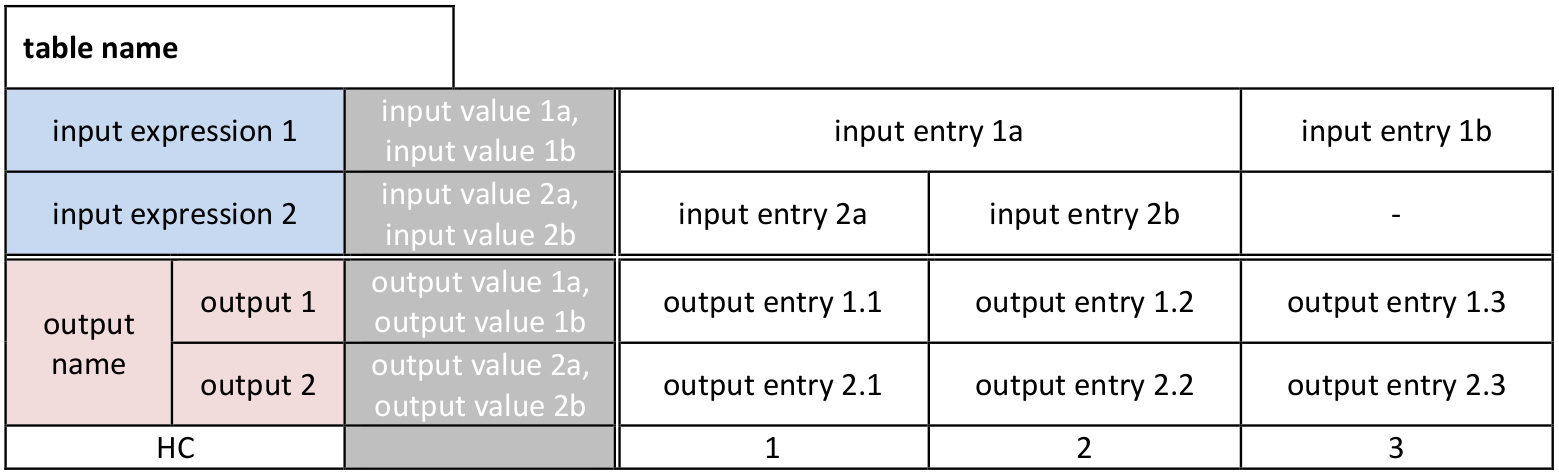 table name
input expression 1
input value 1a,
input value 1b
input entry 1a
input entry 1b
input expression 2
input value 2a,
input value 2b
input entry 2a
input entry 2b
-
output
name
output 1
output value 1a,
output value 1b
output entry 1.1
output entry 1.2
output entry 1.3
output 2
output value 2a,
output value 2b
output entry 2.1
output entry 2.2
output entry 2.3
HC
1
2
3